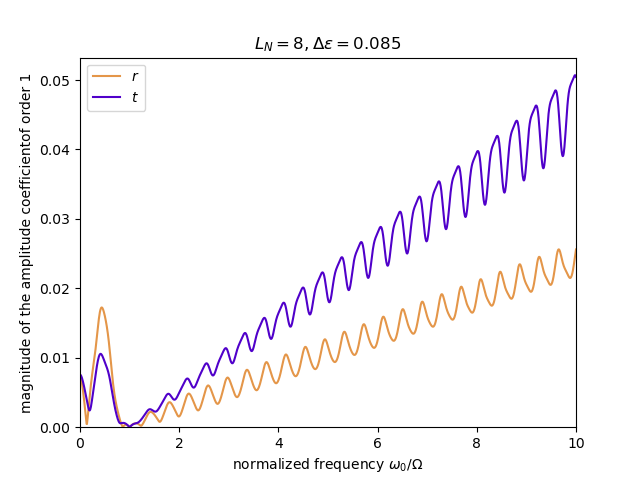 L_N = 8, Δε = 0.085
magnitude of the amplitude coefficientof order 1
0.05
0.04
0.03
0.02
0.01
0.00
r
t
0 2 4 6 8 10
normalized frequency ω₀/Ω